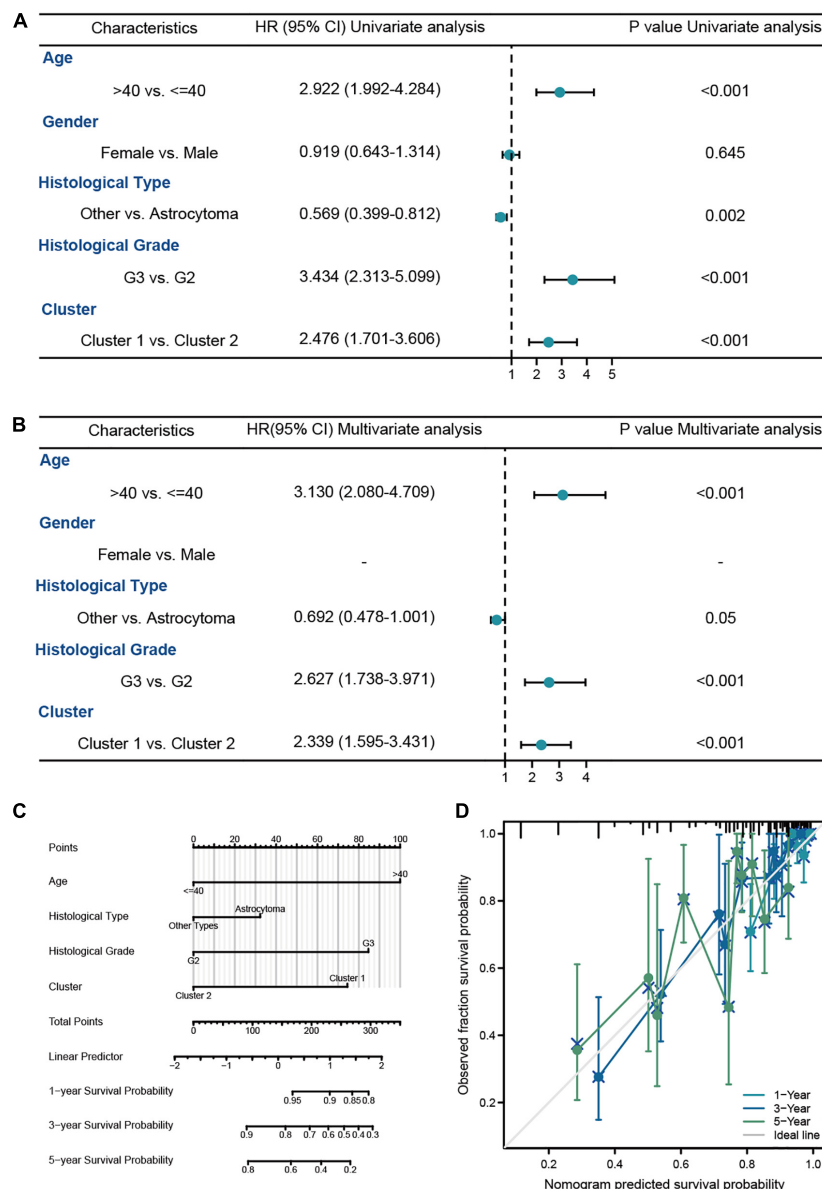 A
Characteristics HR (95% CI) Univariate analysis P value Univariate analysis
Age
>40 vs. <=40 2.922 (1.992-4.284) <0.001
Gender
Female vs. Male 0.919 (0.643-1.314) 0.645
Histological Type
Other vs. Astrocytoma 0.569 (0.399-0.812) 0.002
Histological Grade
G3 vs. G2 3.434 (2.313-5.099) <0.001
Cluster
Cluster 1 vs. Cluster 2 2.476 (1.701-3.606) <0.001
1 2 3 4 5
B
Characteristics HR(95% CI) Multivariate analysis P value Multivariate analysis
Age
>40 vs. <=40 3.130 (2.080-4.709) <0.001
Gender
Female vs. Male - -
Histological Type
Other vs. Astrocytoma 0.692 (0.478-1.001) 0.05
Histological Grade
G3 vs. G2 2.627 (1.738-3.971) <0.001
Cluster
Cluster 1 vs. Cluster 2 2.339 (1.595-3.431) <0.001
1 2 3 4
C
0 20 40 60 80 100
Points
Age
<=40 >40
Histological Type
Other Types Astrocytoma
Histological Grade
G2 G3
Cluster
Cluster 2 Cluster 1
Total Points
0 100 200 300
Linear Predictor
−2 −1 0 1 2
1-year Survival Probability
0.95 0.9 0.85 0.8
3-year Survival Probability
0.9 0.8 0.7 0.6 0.5 0.4 0.3
5-year Survival Probability
0.8 0.6 0.4 0.2
D
Observed fraction survival probability
1.0
0.8
0.6
0.4
0.2
1−Year
3−Year
5−Year
Ideal line
0.2 0.4 0.6 0.8 1.0
Nomogram predicted survival probability